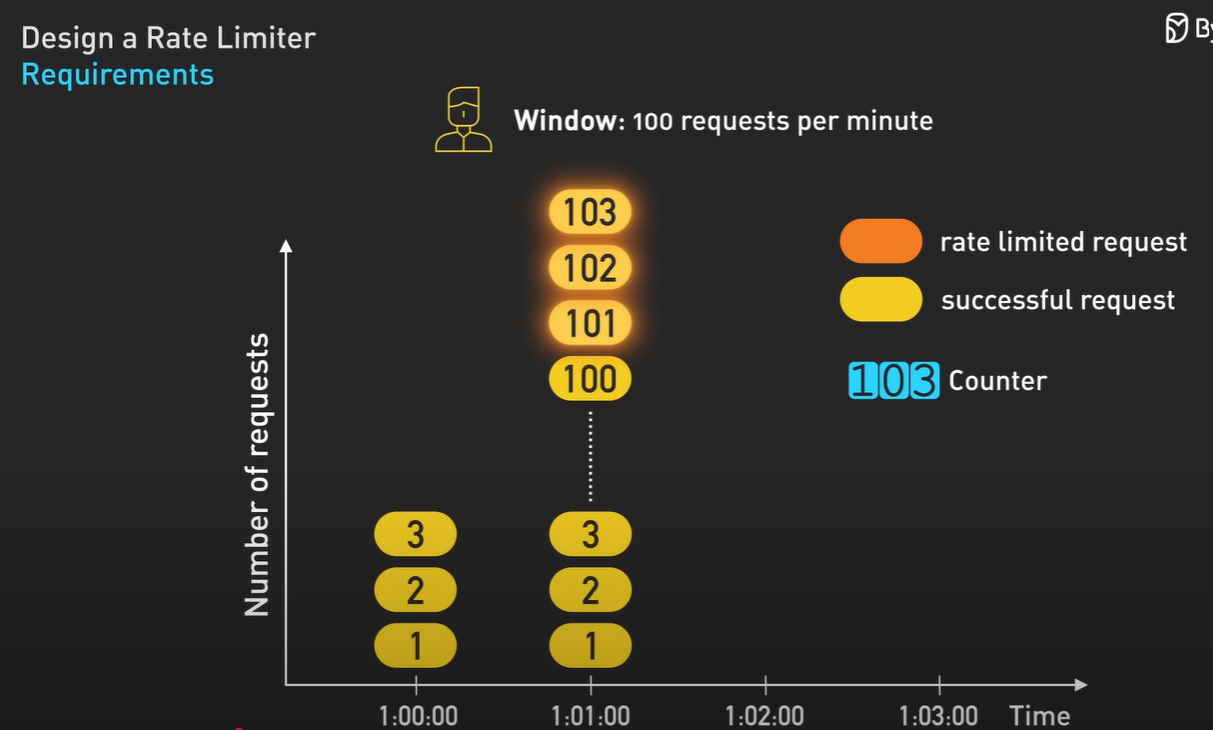 Design a Rate Limiter
Requirements
By
Window: 100 requests per minute
103
102
101
100
3
2
1
3
2
1
rate limited request
successful request
103 Counter
Number of requests
1:00:00
1:01:00
1:02:00
1:03:00
Time